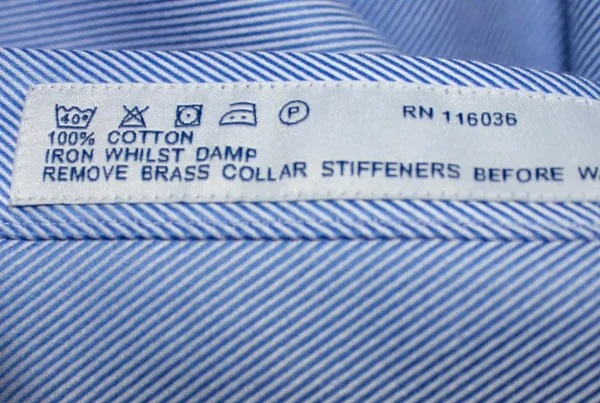 40° P RN 116036
100% COTTON
IRON WHILST DAMP
REMOVE BRASS COLLAR STIFFENERS BEFORE